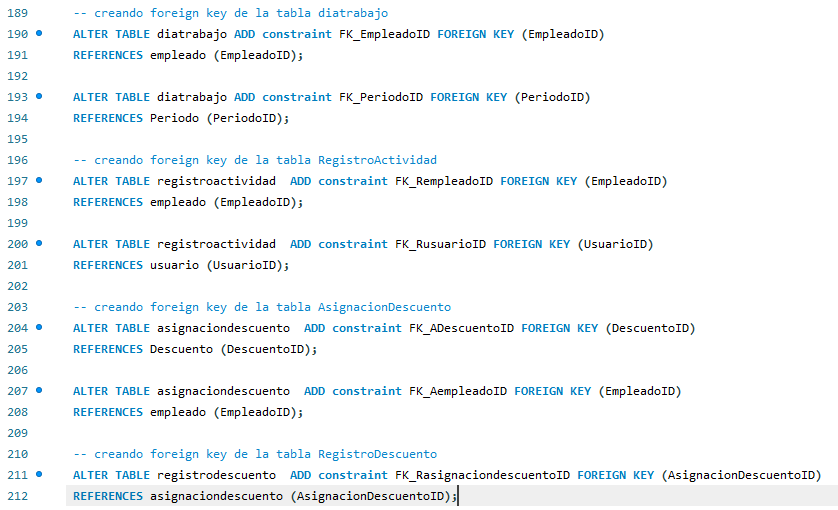 189 -- creando foreign key de la tabla diatrabajo
190 ALTER TABLE diatrabajo ADD constraint FK_EmpleadoID FOREIGN KEY (EmpleadoID)
191 REFERENCES empleado (EmpleadoID);
192
193 ALTER TABLE diatrabajo ADD constraint FK_PeriodoID FOREIGN KEY (PeriodoID)
194 REFERENCES Periodo (PeriodoID);
195
196 -- creando foreign key de la tabla RegistroActividad
197 ALTER TABLE registroactividad  ADD constraint FK_RempleadoID FOREIGN KEY (EmpleadoID)
198 REFERENCES empleado (EmpleadoID);
199
200 ALTER TABLE registroactividad  ADD constraint FK_RusuarioID FOREIGN KEY (UsuarioID)
201 REFERENCES usuario (UsuarioID);
202
203 -- creando foreign key de la tabla AsignacionDescuento
204 ALTER TABLE asignaciondescuento  ADD constraint FK_ADescuentoID FOREIGN KEY (DescuentoID)
205 REFERENCES Descuento (DescuentoID);
206
207 ALTER TABLE asignaciondescuento  ADD constraint FK_AempleadoID FOREIGN KEY (EmpleadoID)
208 REFERENCES empleado (EmpleadoID);
209
210 -- creando foreign key de la tabla RegistroDescuento
211 ALTER TABLE registrodescuento  ADD constraint FK_RasignaciondescuentoID FOREIGN KEY (AsignacionDescuentoID)
212 REFERENCES asignaciondescuento (AsignacionDescuentoID);